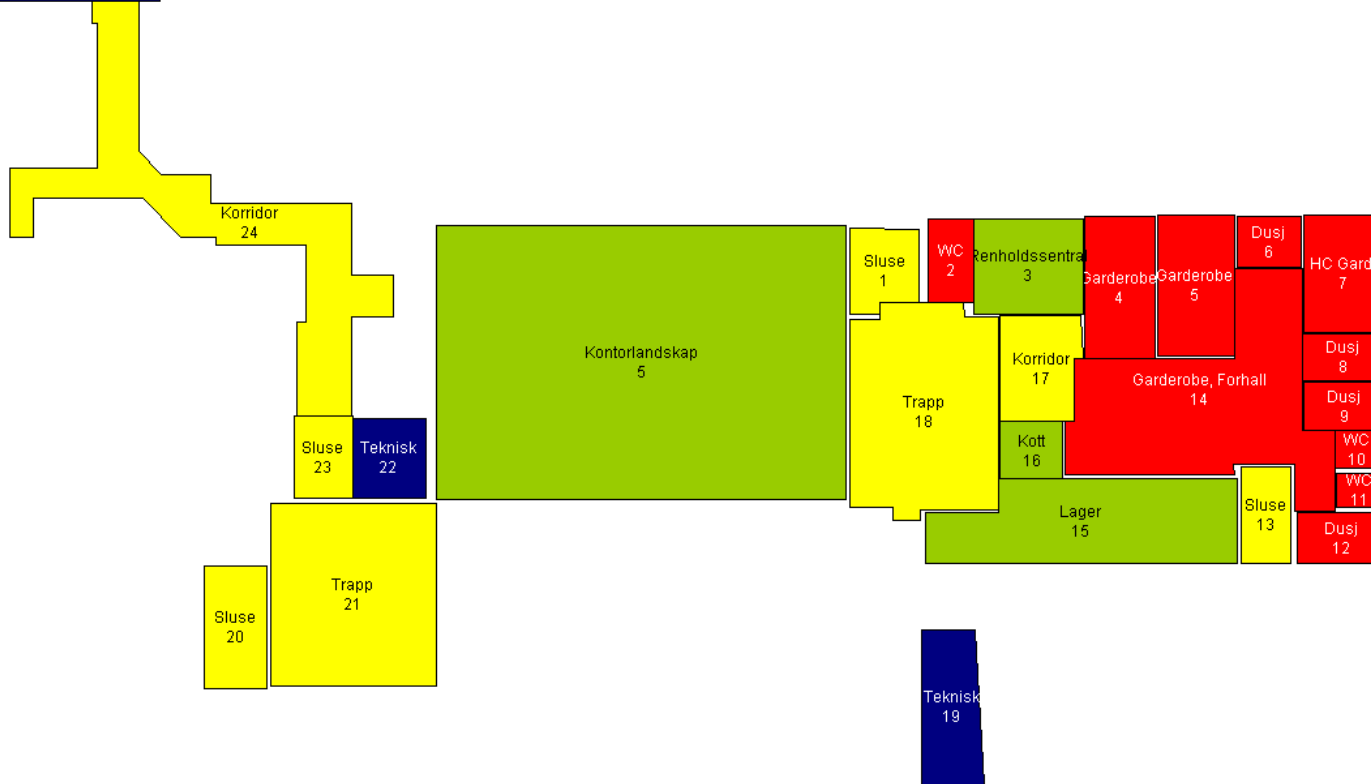 Korridor
24
Sluse
23
Teknisk
22
Trapp
21
Sluse
20
Kontorlandskap
5
Sluse
1
WC
2
Renholdssentral
3
Garderobe
4
Garderobe
5
Dusj
6
HC Gard
7
Dusj
8
Dusj
9
WC
10
WC
11
Dusj
12
Sluse
13
Garderobe, Forhall
14
Korridor
17
Kott
16
Trapp
18
Lager
15
Teknisk
19